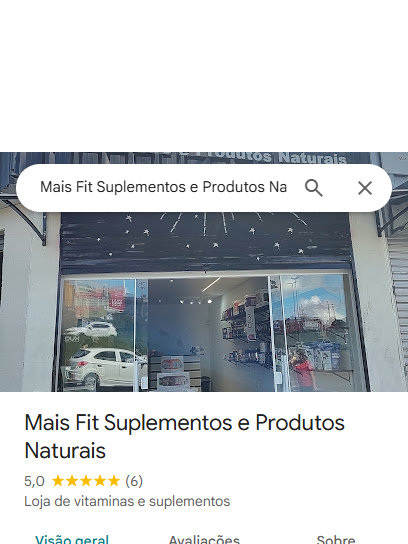 Produtos Naturais
Mais Fit Suplementos e Produtos Na
Mais Fit Suplementos e Produtos
Naturais
5,0 (6)
Loja de vitaminas e suplementos
Visão geral Avaliações Sobre